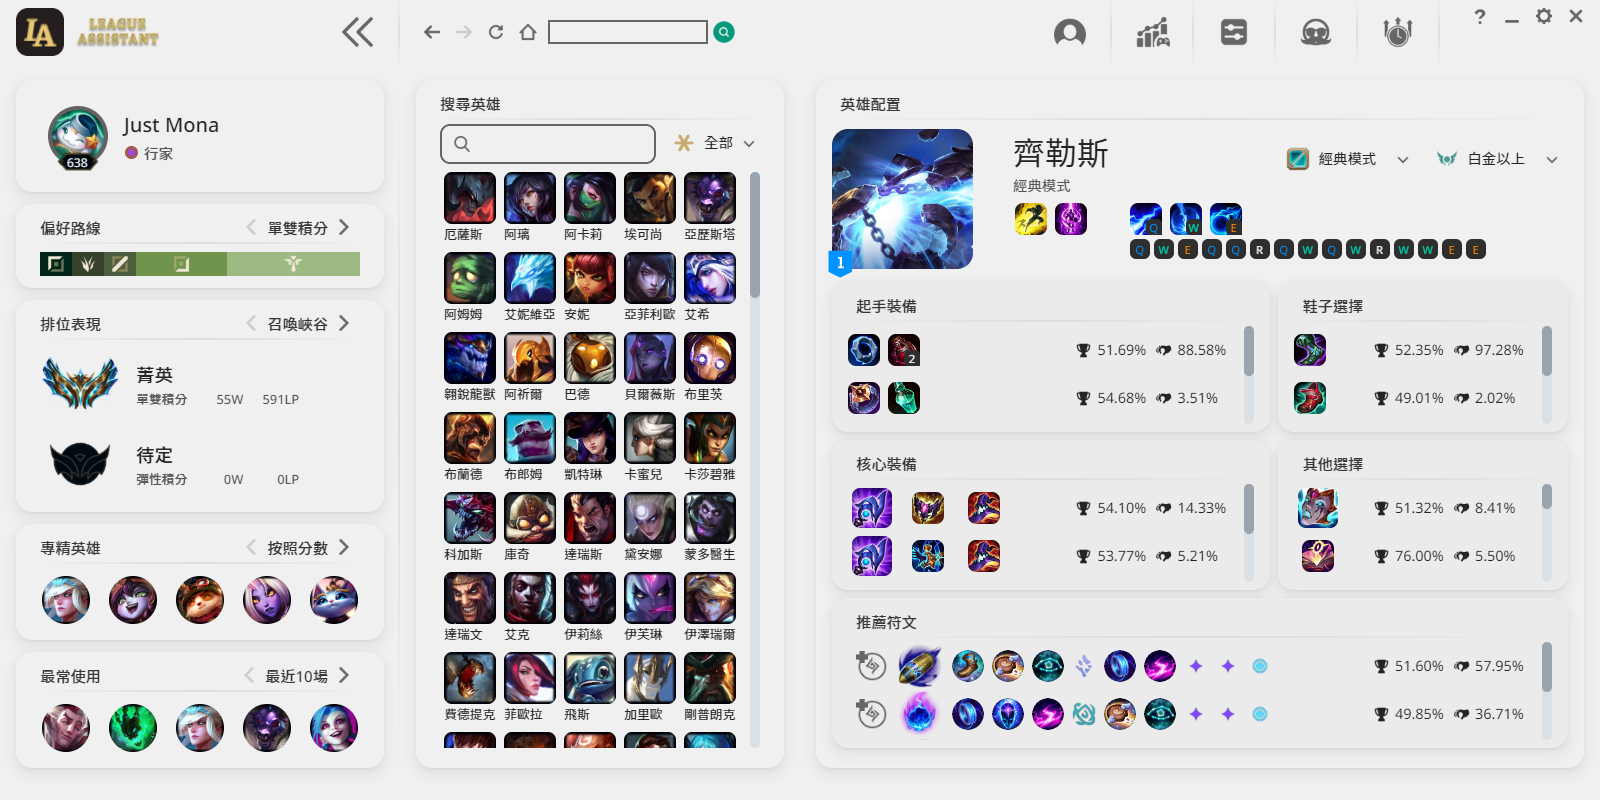 LA
LEAGUE
ASSISTANT
?
Just Mona
行家
638
偏好路線
單雙積分
排位表現
召喚峽谷
菁英
單雙積分 55W 591LP
待定
彈性積分 0W 0LP
專精英雄
按照分數
最常使用
最近10場
搜尋英雄
全部
厄薩斯 阿璃 阿卡莉 埃可尚 亞歷斯塔
阿姆姆 艾妮維亞 安妮 亞菲利歐 艾希
翱銳龍獸 阿祈爾 巴德 貝爾薇斯 布里茨
布蘭德 布郎姆 凱特琳 卡蜜兒 卡莎碧雅
科加斯 庫奇 達瑞斯 黛安娜 蒙多醫生
達瑞文 艾克 伊莉絲 伊芙琳 伊澤瑞爾
費德提克 菲歐拉 飛斯 加里歐 剛普朗克
英雄配置
齊勒斯
經典模式
經典模式
白金以上
1
Q W E
Q W E Q Q R Q W Q W R W W E E
起手裝備
2
51.69% 88.58%
54.68% 3.51%
鞋子選擇
52.35% 97.28%
49.01% 2.02%
核心裝備
54.10% 14.33%
53.77% 5.21%
其他選擇
51.32% 8.41%
76.00% 5.50%
推薦符文
51.60% 57.95%
49.85% 36.71%